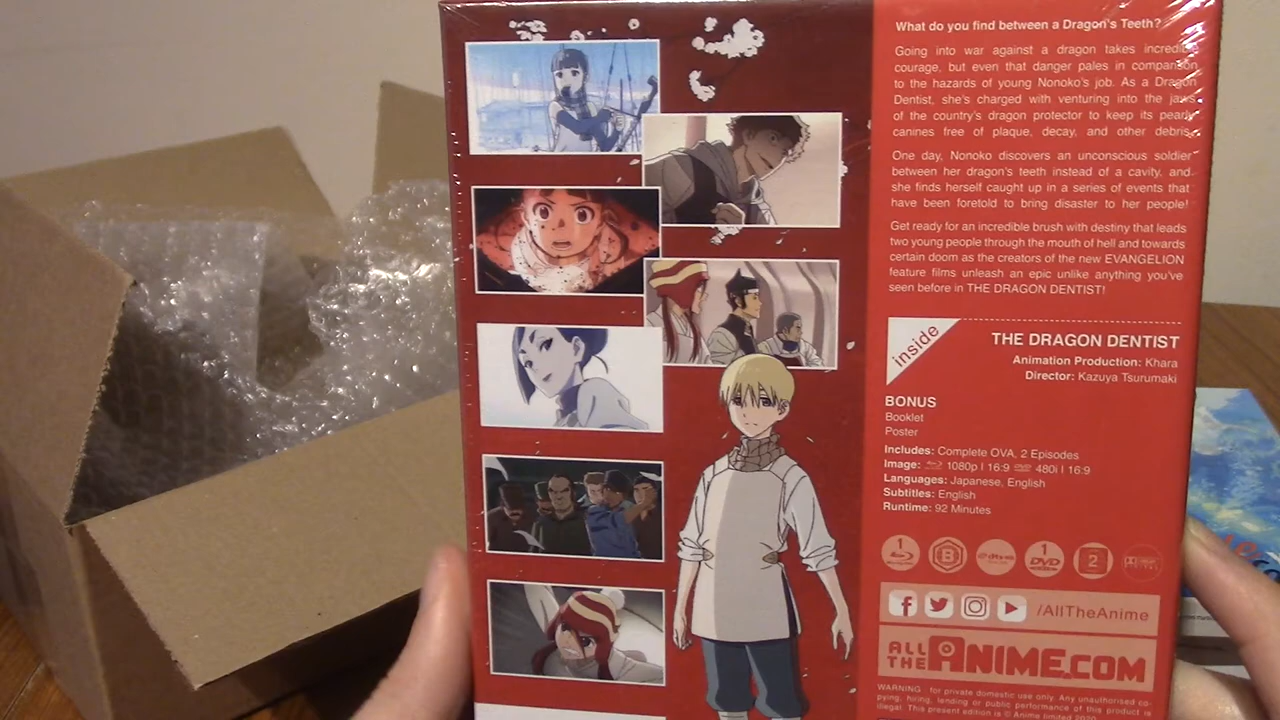 What do you find between a Dragon's Teeth?
Going into war against a dragon takes incredible
courage, but even that danger pales in comparison
to the hazards of young Nonoko's job. As a Dragon
Dentist, she's charged with venturing into the jaws
of the country's dragon protector to keep its pearly
canines free of plaque, decay, and other debris.
One day, Nonoko discovers an unconscious soldier
between her dragon's teeth instead of a cavity, and
she finds herself caught up in a series of events that
have been foretold to bring disaster to her people!
Get ready for an incredible brush with destiny that leads
two young people through the mouth of hell and towards
certain doom as the creators of the new EVANGELION
feature films unleash an epic unlike anything you've
seen before in THE DRAGON DENTIST!
inside
THE DRAGON DENTIST
Animation Production: Khara
Director: Kazuya Tsurumaki
BONUS
Booklet
Poster
Includes: Complete OVA, 2 Episodes
Image: 1080p I 16:9 DVD 480i I 16:9
Languages: Japanese, English
Subtitles: English
Runtime: 92 Minutes
1 B dts-HD 1 DVD 2
/AllTheAnime
ALL THE ANIME.COM
WARNING: for private domestic use only. Any unauthorised co-
pying, hiring, lending or public performance of this product is
illegal. This present edition is © Anime limited 2020